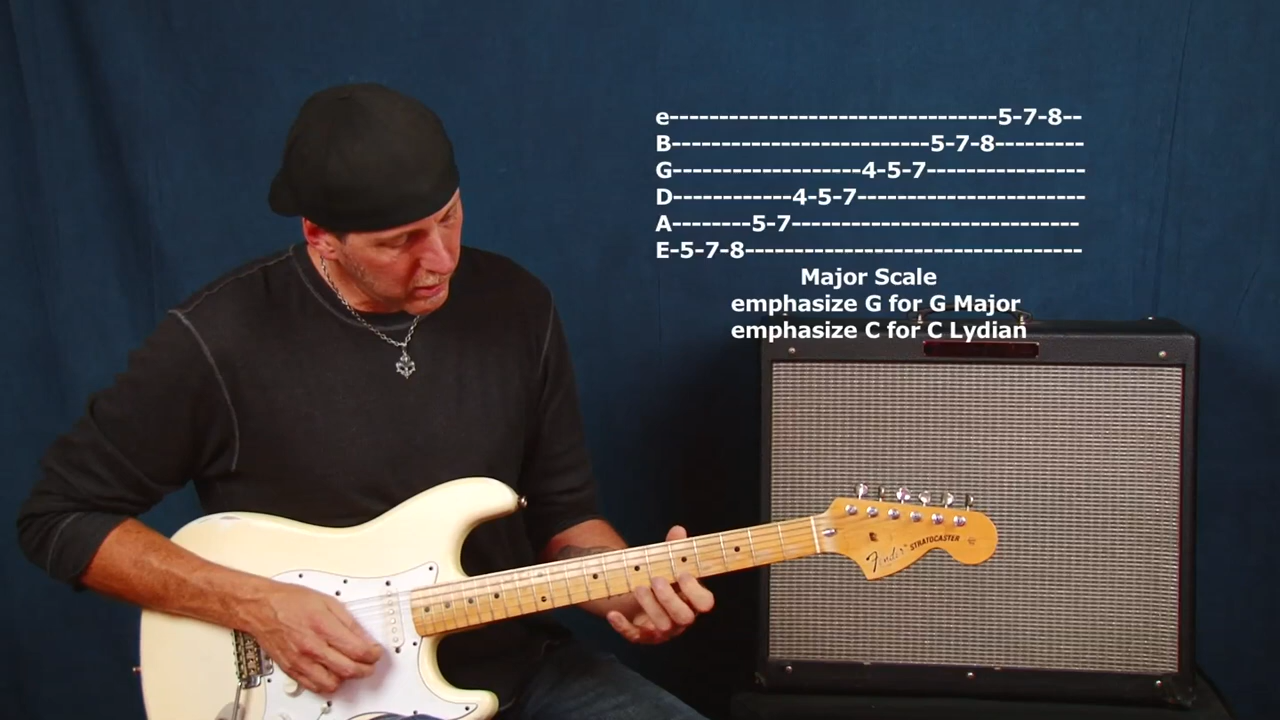 e--------------------------------5-7-8--
B-------------------------5-7-8---------
G------------------4-5-7----------------
D------------4-5-7----------------------
A--------5-7----------------------------
E-5-7-8---------------------------------
Major Scale
emphasize G for G Major
emphasize C for C Lydian
Fender STRATOCASTER